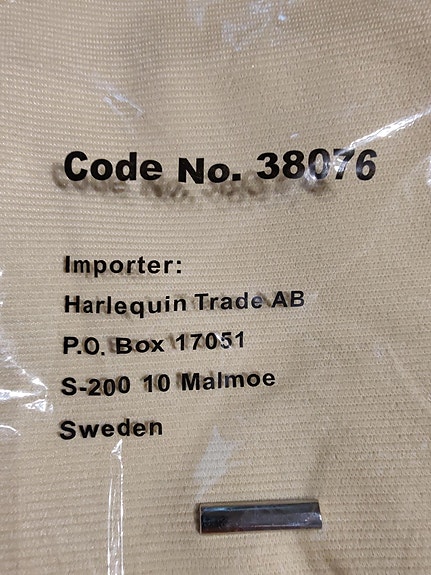 Code No. 38076
Importer:
Harlequin Trade AB
P.O. Box 17051
S-200 10 Malmoe
Sweden